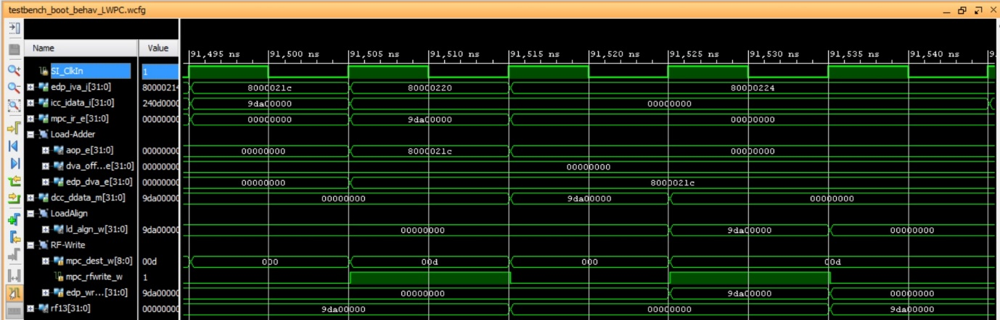 testbench_boot_behav_LWPC.wcfg
Name Value 91,495 ns 91,500 ns 91,505 ns 91,510 ns 91,515 ns 91,520 ns 91,525 ns 91,530 ns 91,535 ns 91,540 ns
SI_ClkIn 1
edp_iva_i[31:0] 80000214 8000021c 80000220 80000224
icc_idata_i[31:0] 240d0000 9da00000 00000000
mpc_ir_e[31:0] 00000000 00000000 9da00000 00000000
Load-Adder
aop_e[31:0] 00000000 00000000 8000021c 00000000
dva_off...e[31:0] 00000000 00000000
edp_dva_e[31:0] 00000000 00000000 8000021c
dcc_ddata_m[31:0] 9da00000 00000000 9da00000 00000000
LoadAlign
ld_algn_w[31:0] 9da00000 00000000 9da00000 00000000
RF-Write
mpc_dest_w[8:0] 00d 000 00d 000 00d
mpc_rfwrite_w 1
edp_wr...[31:0] 9da00000 00000000 9da00000 00000000
rf13[31:0] 00000000 9da00000 00000000 9da00000